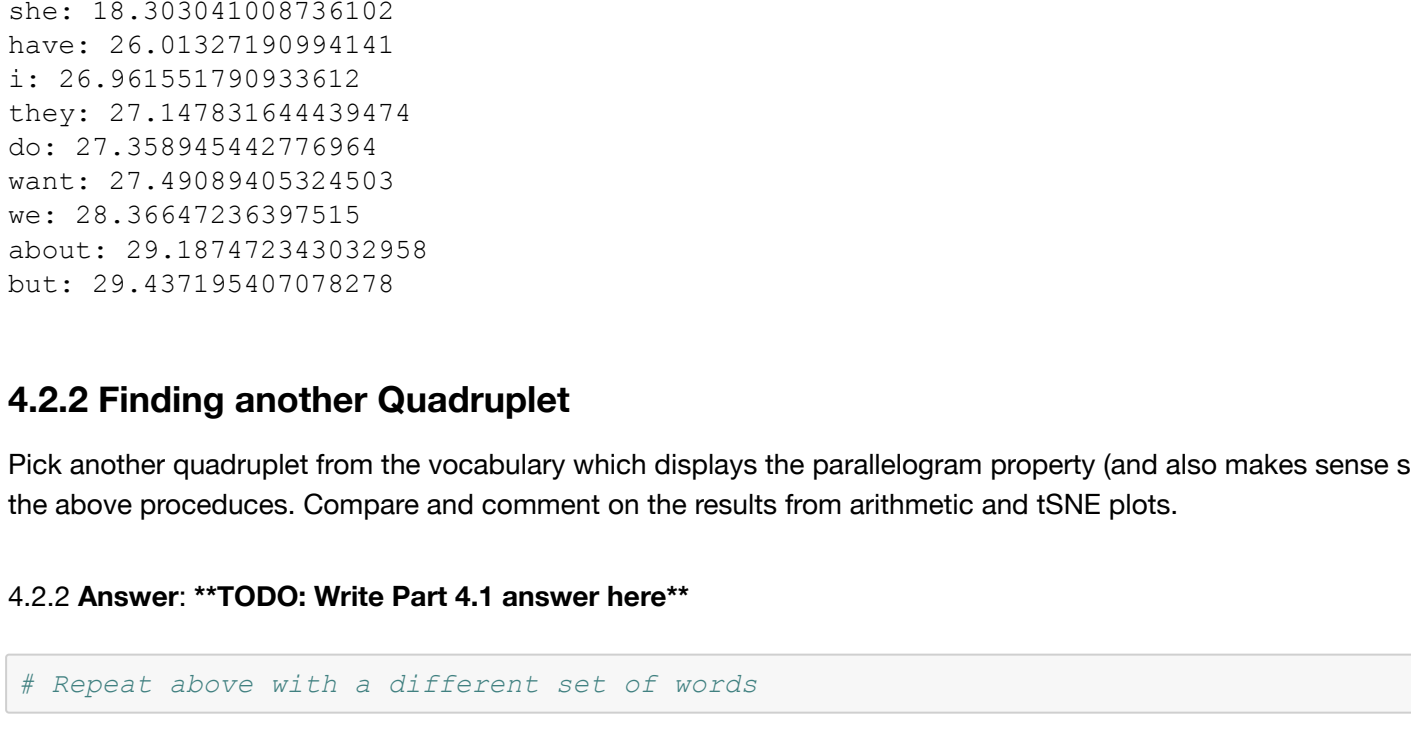 she: 18.303041008736102
have: 26.01327190994141
i: 26.961551790933612
they: 27.147831644439474
do: 27.358945442776964
want: 27.49089405324503
we: 28.36647236397515
about: 29.187472343032958
but: 29.437195407078278
4.2.2 Finding another Quadruplet
Pick another quadruplet from the vocabulary which displays the parallelogram property (and also makes sense s
the above proceduces. Compare and comment on the results from arithmetic and tSNE plots.
4.2.2 Answer: **TODO: Write Part 4.1 answer here**
# Repeat above with a different set of words